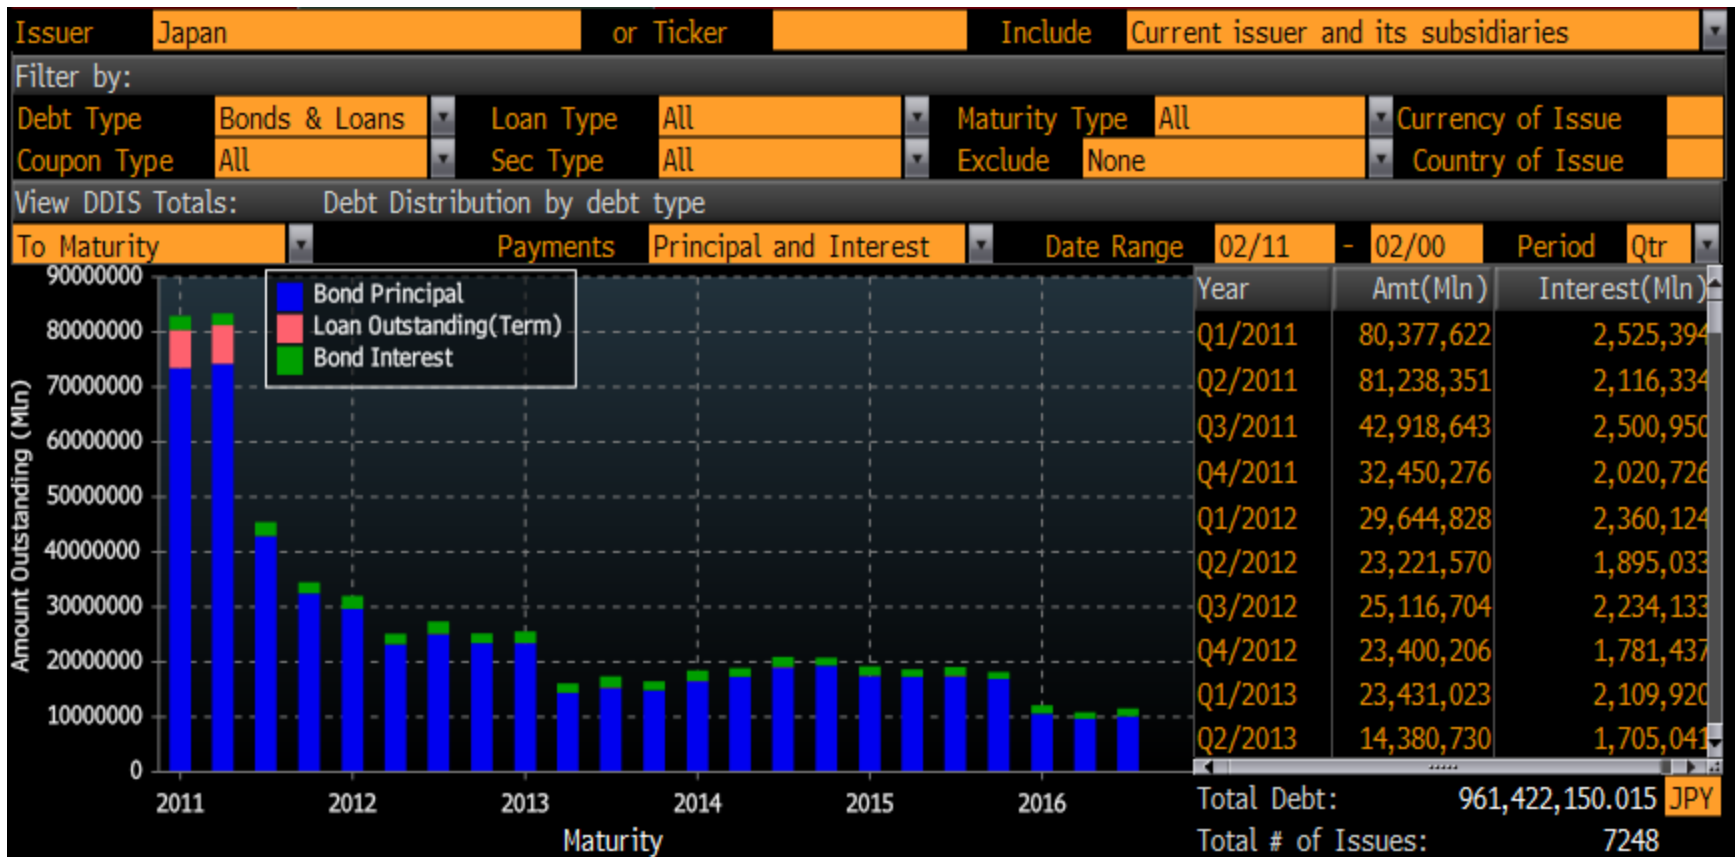 Issuer Japan or Ticker Include Current issuer and its subsidiaries
Filter by:
Debt Type Bonds & Loans Loan Type All Maturity Type All Currency of Issue
Coupon Type All Sec Type All Exclude None Country of Issue
View DDIS Totals: Debt Distribution by debt type
To Maturity Payments Principal and Interest Date Range 02/11 - 02/00 Period Qtr
90000000
80000000
70000000
60000000
50000000
40000000
30000000
20000000
10000000
0
Amount Outstanding (Mln)
Bond Principal
Loan Outstanding(Term)
Bond Interest
2011 2012 2013 2014 2015 2016
Maturity
Year Amt(Mln) Interest(Mln)
Q1/2011 80,377,622 2,525,394
Q2/2011 81,238,351 2,116,334
Q3/2011 42,918,643 2,500,950
Q4/2011 32,450,276 2,020,726
Q1/2012 29,644,828 2,360,124
Q2/2012 23,221,570 1,895,033
Q3/2012 25,116,704 2,234,133
Q4/2012 23,400,206 1,781,437
Q1/2013 23,431,023 2,109,920
Q2/2013 14,380,730 1,705,041
Total Debt: 961,422,150.015 JPY
Total # of Issues: 7248